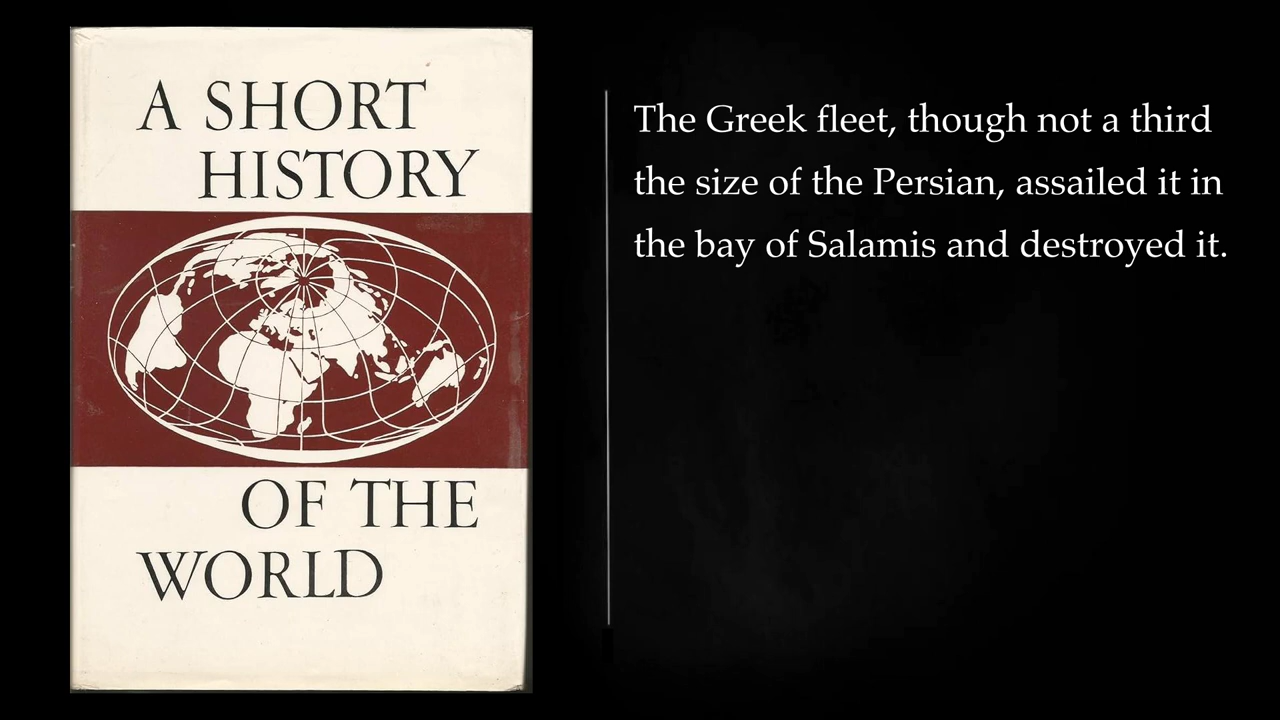 A SHORT
HISTORY
OF THE
WORLD
The Greek fleet, though not a third
the size of the Persian, assailed it in
the bay of Salamis and destroyed it.